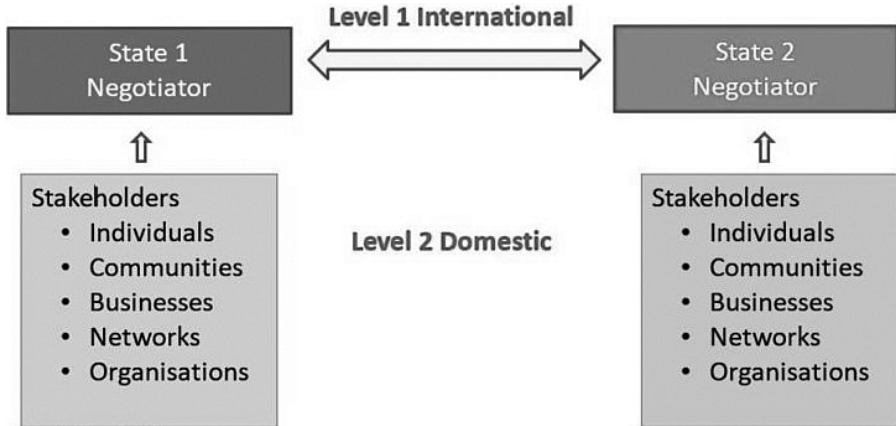 Level 1 International
State 1
Negotiator
State 2
Negotiator
Stakeholders
• Individuals
• Communities
• Businesses
• Networks
• Organisations
Level 2 Domestic
Stakeholders
• Individuals
• Communities
• Businesses
• Networks
• Organisations